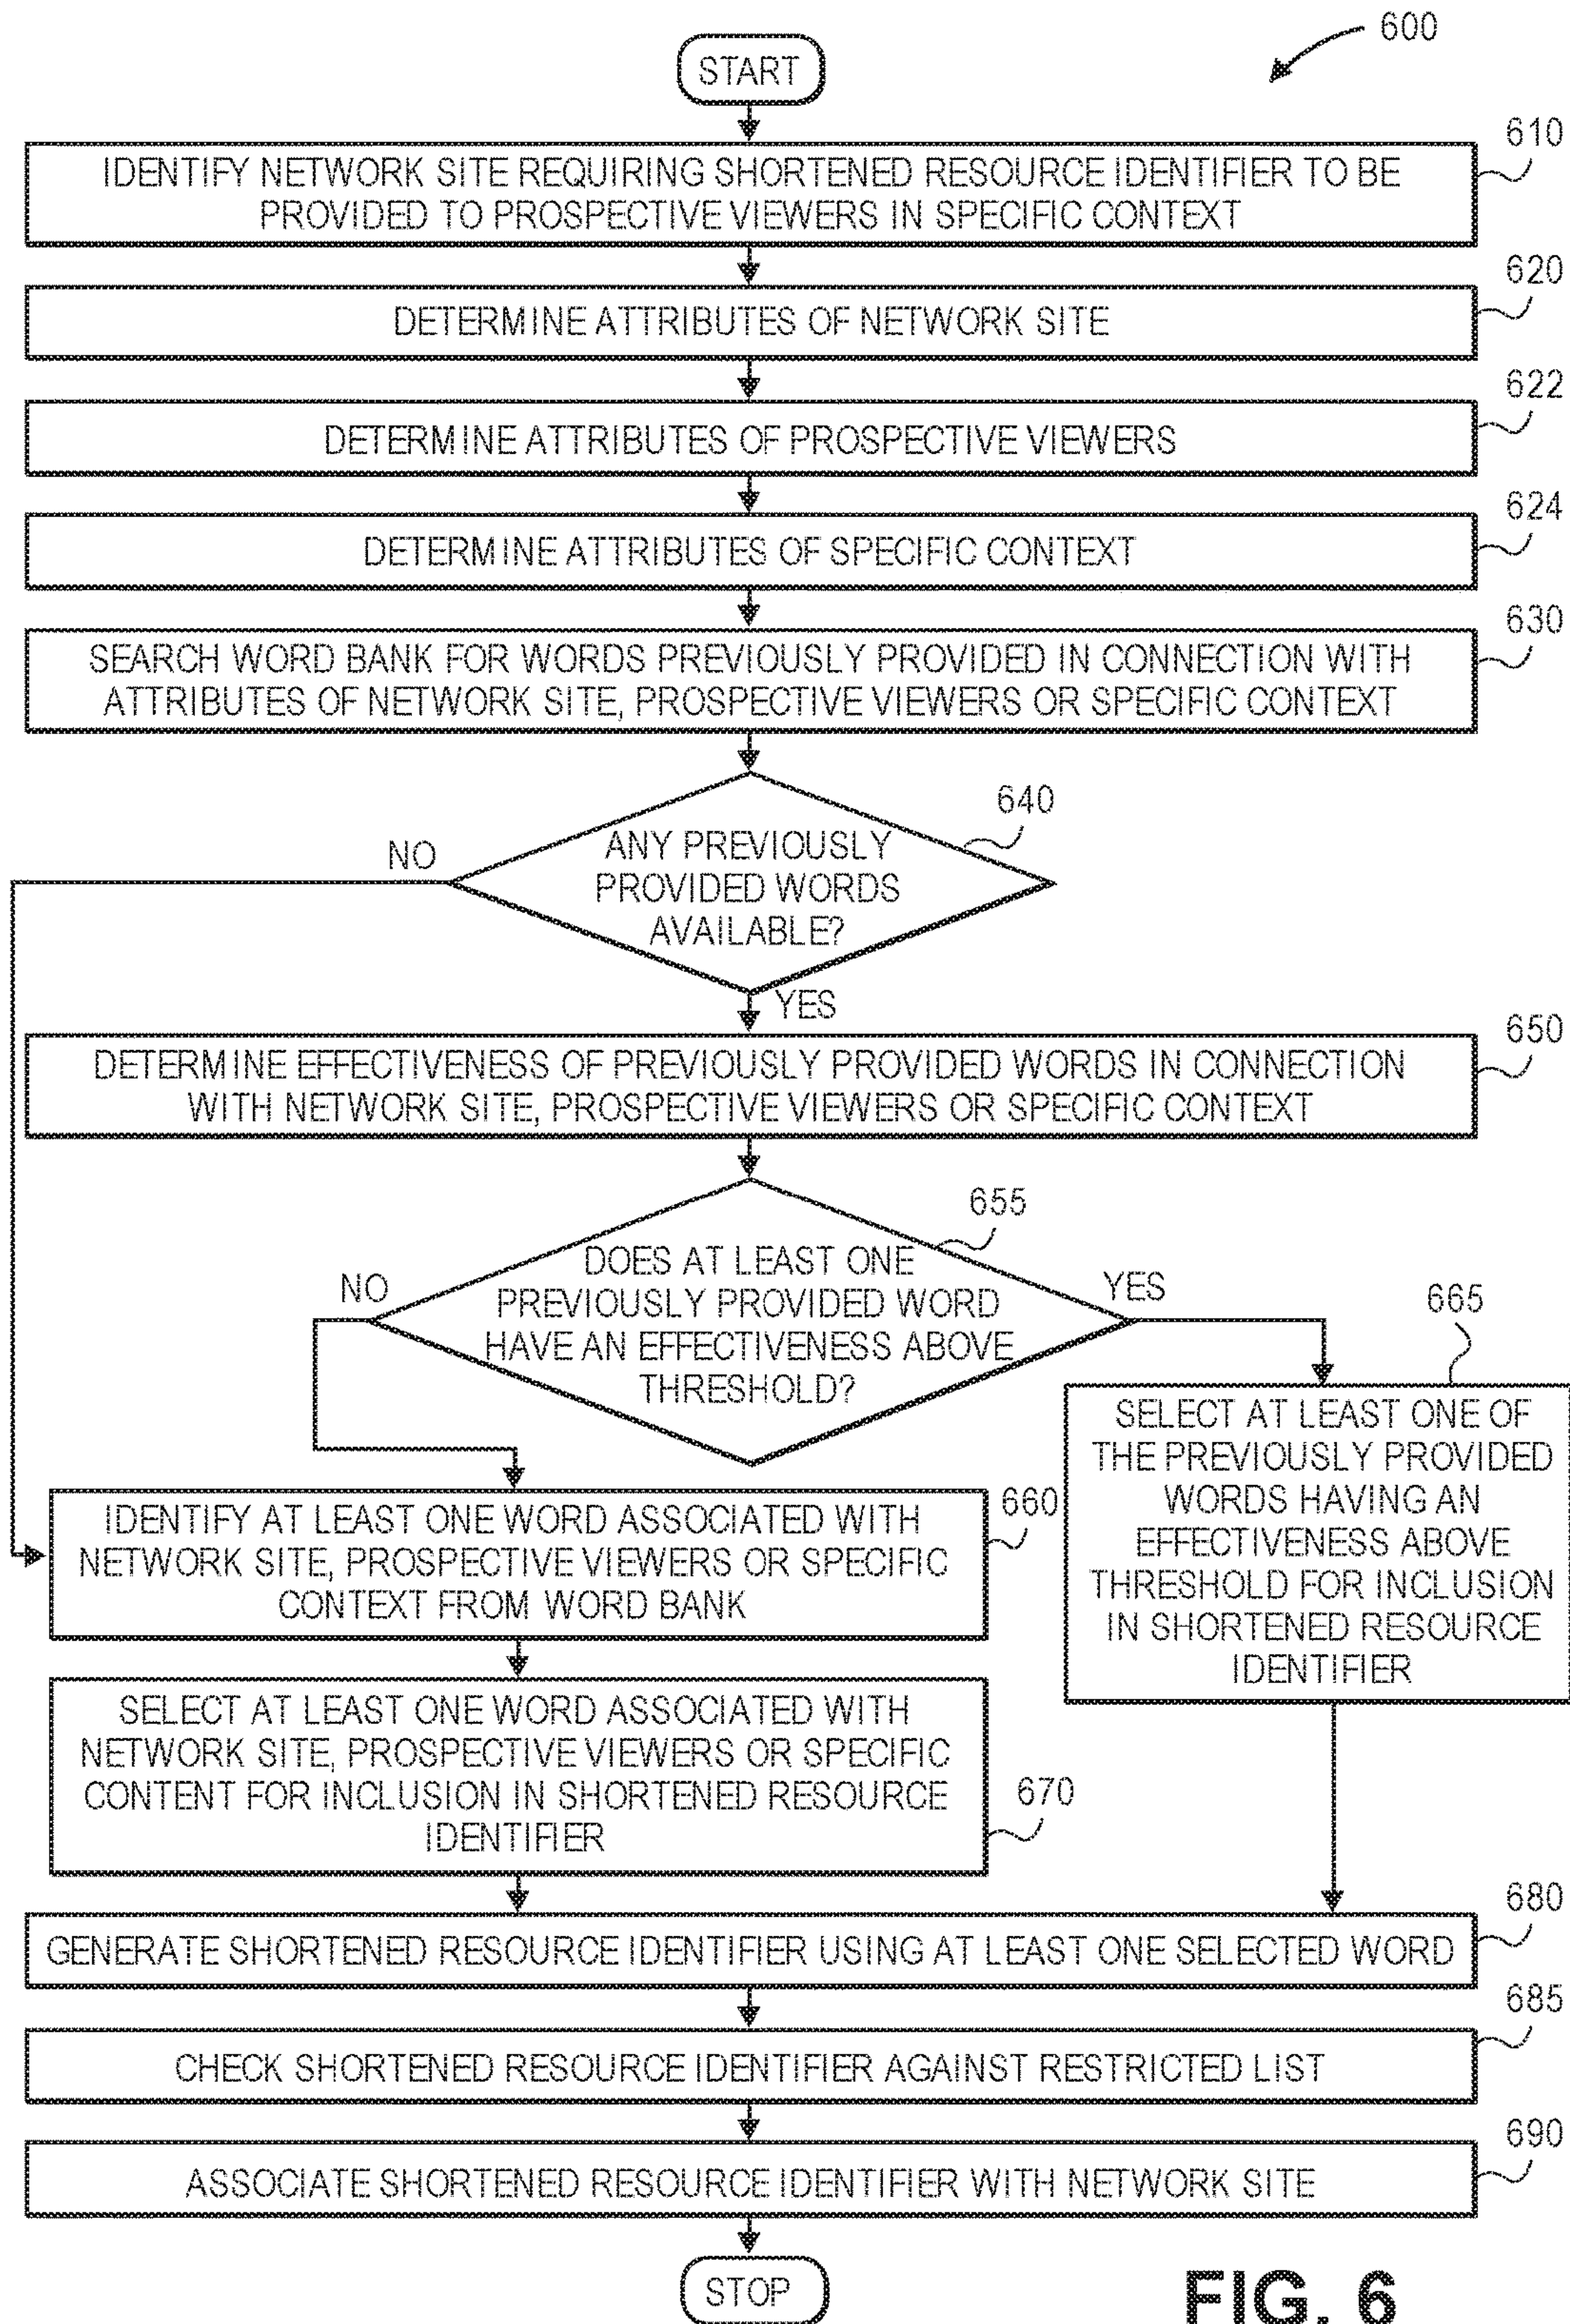 600
START
610
IDENTIFY NETWORK SITE REQUIRING SHORTENED RESOURCE IDENTIFIER TO BE
PROVIDED TO PROSPECTIVE VIEWERS IN SPECIFIC CONTEXT
620
DETERMINE ATTRIBUTES OF NETWORK SITE
622
DETERMINE ATTRIBUTES OF PROSPECTIVE VIEWERS
624
DETERMINE ATTRIBUTES OF SPECIFIC CONTEXT
630
SEARCH WORD BANK FOR WORDS PREVIOUSLY PROVIDED IN CONNECTION WITH
ATTRIBUTES OF NETWORK SITE, PROSPECTIVE VIEWERS OR SPECIFIC CONTEXT
640
NO
ANY PREVIOUSLY
PROVIDED WORDS
AVAILABLE?
YES
650
DETERMINE EFFECTIVENESS OF PREVIOUSLY PROVIDED WORDS IN CONNECTION
WITH NETWORK SITE, PROSPECTIVE VIEWERS OR SPECIFIC CONTEXT
655
NO
DOES AT LEAST ONE
PREVIOUSLY PROVIDED WORD
HAVE AN EFFECTIVENESS ABOVE
THRESHOLD?
YES
665
SELECT AT LEAST ONE OF
THE PREVIOUSLY PROVIDED
WORDS HAVING AN
EFFECTIVENESS ABOVE
THRESHOLD FOR INCLUSION
IN SHORTENED RESOURCE
IDENTIFIER
660
IDENTIFY AT LEAST ONE WORD ASSOCIATED WITH
NETWORK SITE, PROSPECTIVE VIEWERS OR SPECIFIC
CONTEXT FROM WORD BANK
SELECT AT LEAST ONE WORD ASSOCIATED WITH
NETWORK SITE, PROSPECTIVE VIEWERS OR SPECIFIC
CONTENT FOR INCLUSION IN SHORTENED RESOURCE
IDENTIFIER
670
680
GENERATE SHORTENED RESOURCE IDENTIFIER USING AT LEAST ONE SELECTED WORD
685
CHECK SHORTENED RESOURCE IDENTIFIER AGAINST RESTRICTED LIST
690
ASSOCIATE SHORTENED RESOURCE IDENTIFIER WITH NETWORK SITE
STOP
FIG. 6